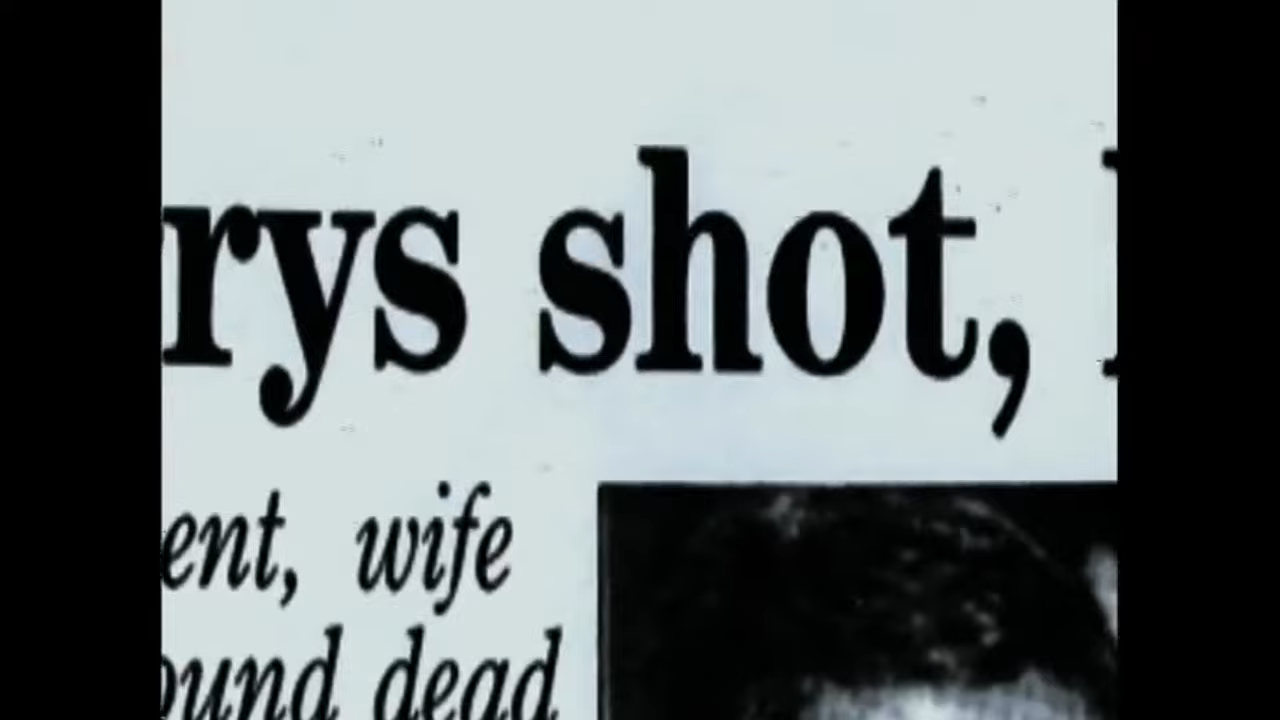 rys shot,
ent, wife
ound dead